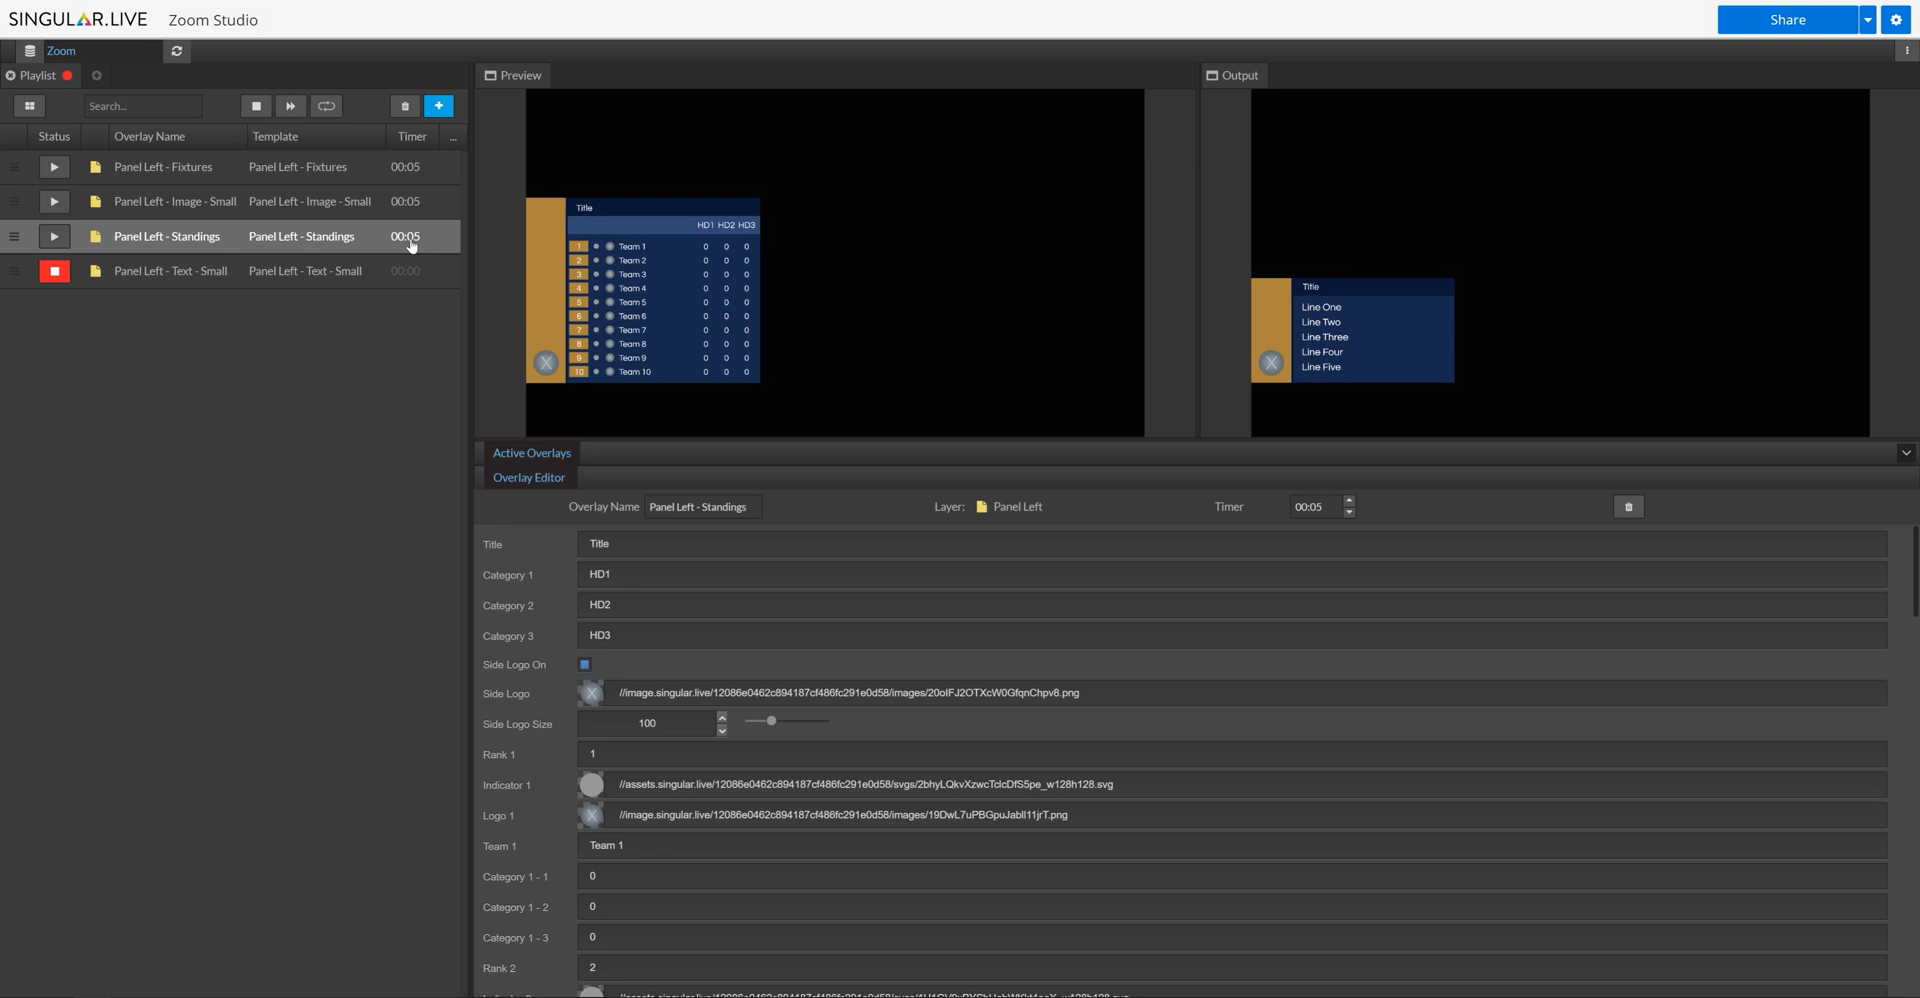 SINGULAR.LIVE Zoom Studio Share
Zoom
Playlist
Search...
Status Overlay Name Template Timer ...
Panel Left - Fixtures Panel Left - Fixtures 00:05
Panel Left - Image - Small Panel Left - Image - Small 00:05
Panel Left - Standings Panel Left - Standings 00:05
Panel Left - Text - Small Panel Left - Text - Small 00:00
Preview
Title
HD1 HD2 HD3
1 Team 1 0 0 0
2 Team 2 0 0 0
3 Team 3 0 0 0
4 Team 4 0 0 0
5 Team 5 0 0 0
6 Team 6 0 0 0
7 Team 7 0 0 0
8 Team 8 0 0 0
9 Team 9 0 0 0
10 Team 10 0 0 0
X
Output
Title
Line One
Line Two
Line Three
Line Four
Line Five
X
Active Overlays
Overlay Editor
Overlay Name Panel Left - Standings Layer: Panel Left Timer 00:05
Title Title
Category 1 HD1
Category 2 HD2
Category 3 HD3
Side Logo On
Side Logo X //image.singular.live/12086e0462c894187cf486fc291e0d58/images/20oIFJ2OTXcW0GfqnChpv8.png
Side Logo Size 100
Rank 1 1
Indicator 1 //assets.singular.live/12086e0462c894187cf486fc291e0d58/svgs/2bhyLQkvXzwcTclcDfS5pe_w128h128.svg
Logo 1 X //image.singular.live/12086e0462c894187cf486fc291e0d58/images/19DwL7uPBGpuJabll11jrT.png
Team 1 Team 1
Category 1 - 1 0
Category 1 - 2 0
Category 1 - 3 0
Rank 2 2